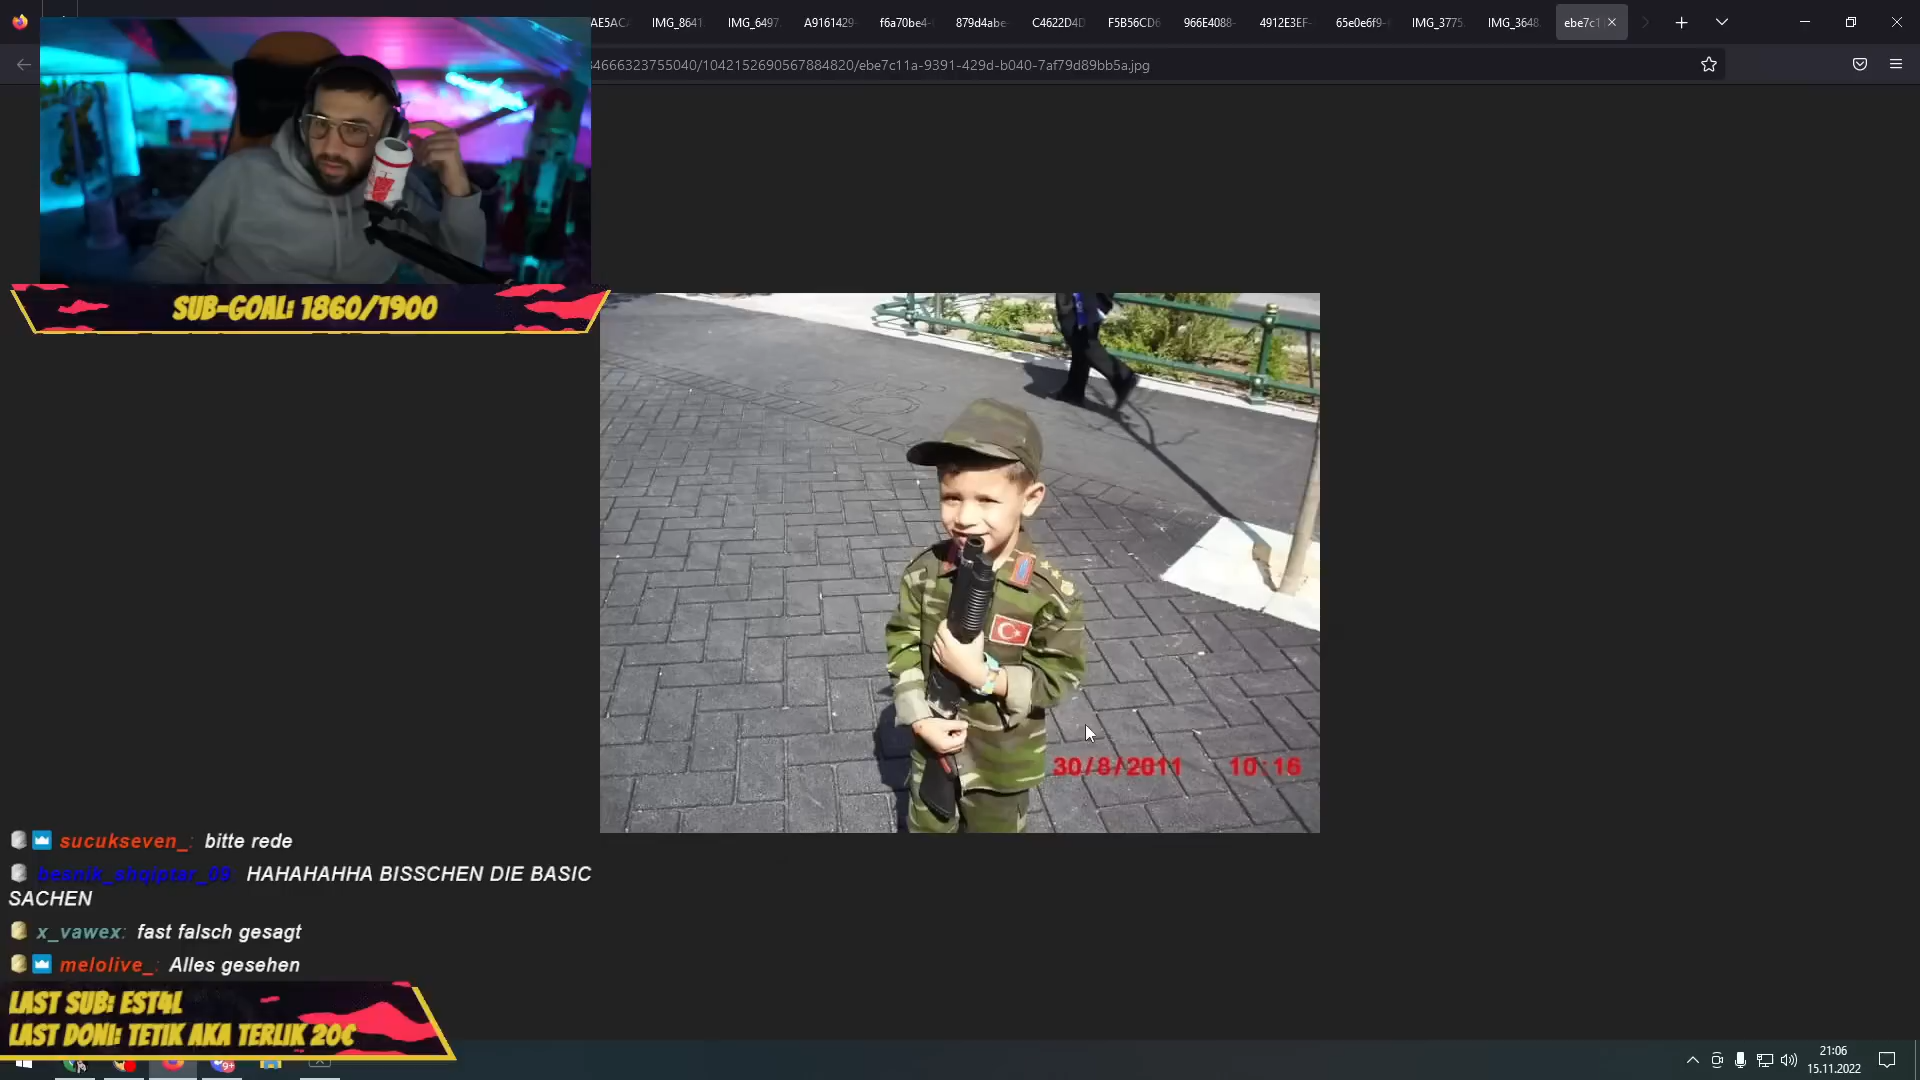 AE5AC
IMG_8641
IMG_6497
A9161429-
f6a70be4-
879d4abe
C4622D4D
F5B56CD6
966E4088-
4912E3EF-
65e0e6f9-
IMG_3775
IMG_3648
ebe7c1
4666323755040/1042152690567884820/ebe7c11a-9391-429d-b040-7af79d89bb5a.jpg
SUB-GOAL: 1860/1900
30/8/2011 10:16
sucukseven_: bitte rede
besnik_shqiptar_09 HAHAHAHHA BISSCHEN DIE BASIC
SACHEN
x_vawex: fast falsch gesagt
melolive_: Alles gesehen
LAST SUB: EST4L
LAST DONI: TETIK AKA TERLIK 20€
9+
21:06
15.11.2022